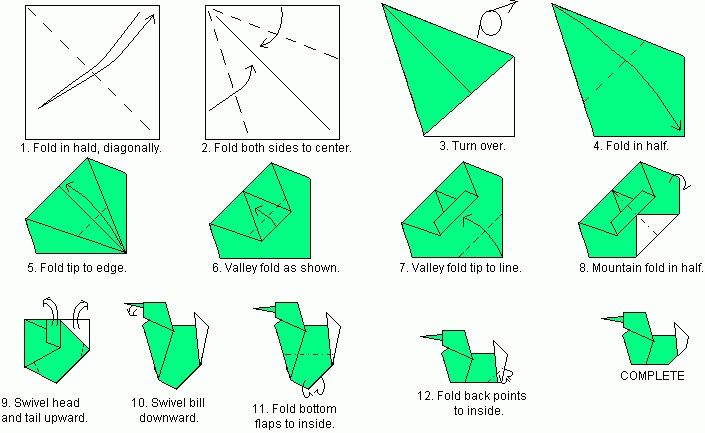 1. Fold in hald, diagonally.
2. Fold both sides to center.
3. Turn over.
4. Fold in half.
5. Fold tip to edge.
6. Valley fold as shown.
7. Valley fold tip to line.
8. Mountain fold in half.
9. Swivel head
and tail upward.
10. Swivel bill
downward.
11. Fold bottom
flaps to inside.
12. Fold back points
to inside.
COMPLETE